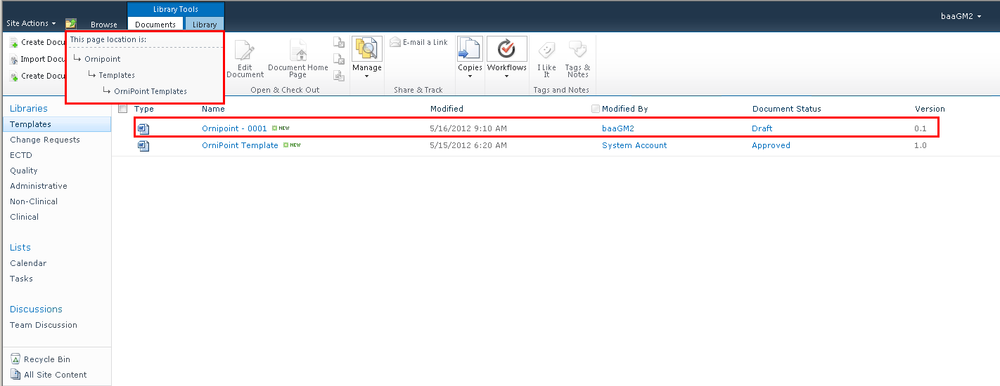 Library Tools
Site Actions Browse Documents Library baaGM2
This page location is:
Ornipoint
Templates
OrniPoint Templates
Create Docu
Import Docu
Create Docu
Edit Document
Document Home Page
Open & Check Out
Manage
E-mail a Link
Share & Track
Copies
Workflows
I Like It
Tags & Notes
Tags and Notes
Libraries
Templates
Change Requests
ECTD
Quality
Administrative
Non-Clinical
Clinical
Lists
Calendar
Tasks
Discussions
Team Discussion
Recycle Bin
All Site Content
Type Name Modified Modified By Document Status Version
Ornipoint - 0001 NEW 5/16/2012 9:10 AM baaGM2 Draft 0.1
OrniPoint Template NEW 5/15/2012 6:20 AM System Account Approved 1.0